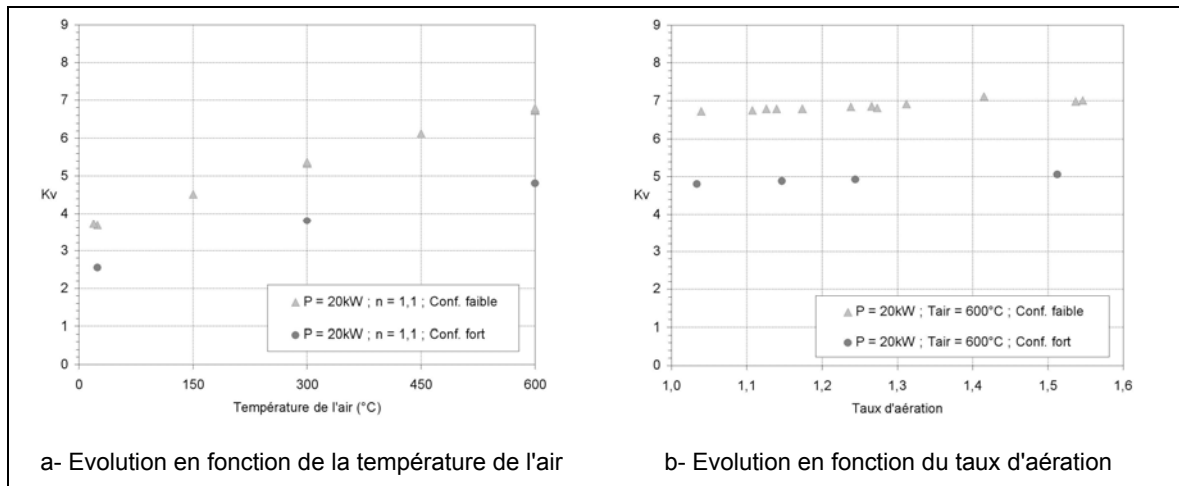 9
8
7
6
5
4
3
2
1
0
Kv
0 150 300 450 600
Température de l'air (°C)
P = 20kW ; n = 1,1 ; Conf. faible
P = 20kW ; n = 1,1 ; Conf. fort
a- Evolution en fonction de la température de l'air
9
8
7
6
5
4
3
2
1
0
Kv
1,0 1,1 1,2 1,3 1,4 1,5 1,6
Taux d'aération
P = 20kW ; Tair = 600°C ; Conf. faible
P = 20kW ; Tair = 600°C ; Conf. fort
b- Evolution en fonction du taux d'aération